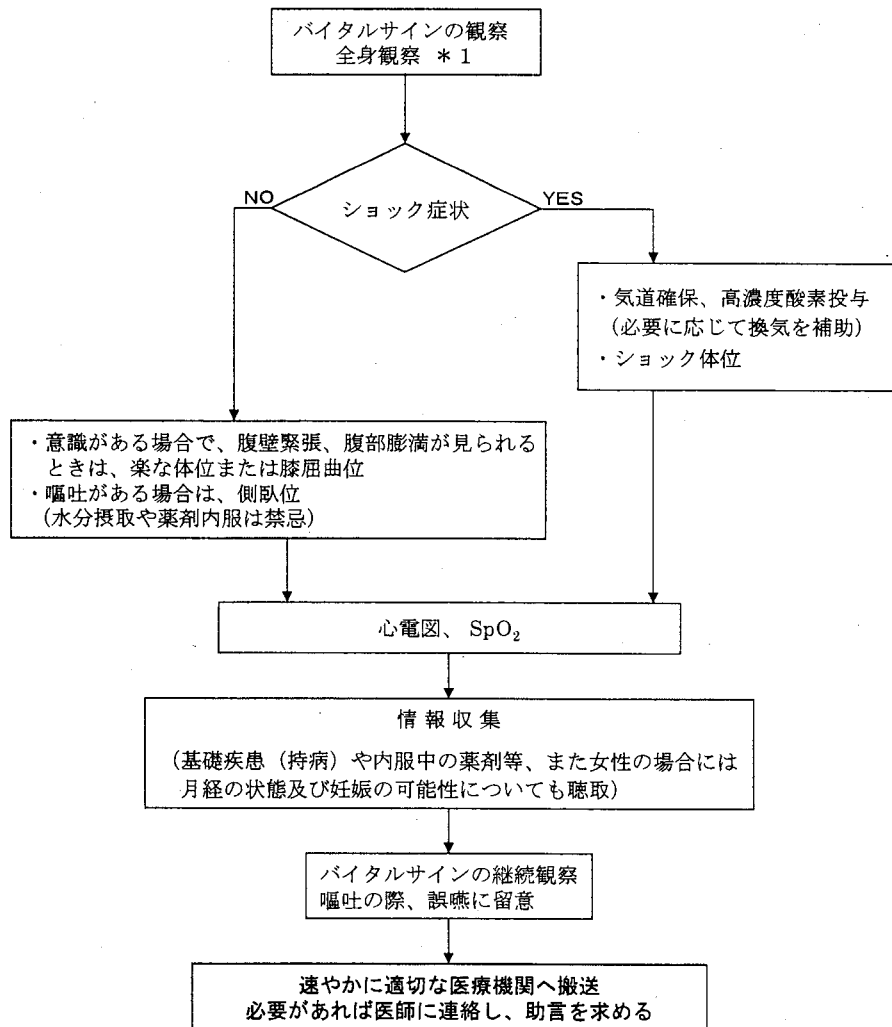 バイタルサインの観察
全身観察 *1
ショック症状
NO
YES
・気道確保、高濃度酸素投与
(必要に応じて換気を補助)
・ショック体位
・意識がある場合で、腹壁緊張、腹部膨満が見られる
ときは、楽な体位または膝屈曲位
・嘔吐がある場合は、側臥位
(水分摂取や薬剤内服は禁忌)
心電図、 SpO₂
情報収集
(基礎疾患(持病)や内服中の薬剤等、また女性の場合には
月経の状態及び妊娠の可能性についても聴取)
バイタルサインの継続観察
嘔吐の際、誤嚥に留意
速やかに適切な医療機関へ搬送
必要があれば医師に連絡し、助言を求める